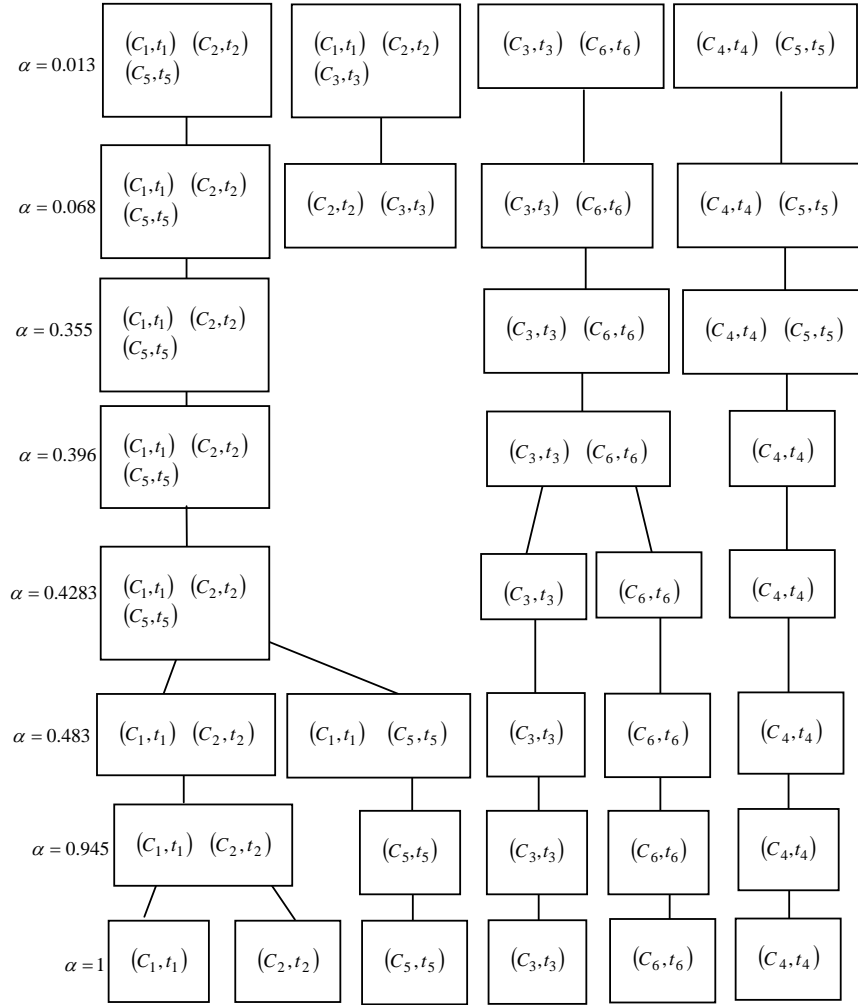 α = 0.013 (C₁,t₁) (C₂,t₂) (C₁,t₁) (C₂,t₂) (C₃,t₃) (C₆,t₆) (C₄,t₄) (C₅,t₅)
(C₅,t₅) (C₃,t₃)
α = 0.068 (C₁,t₁) (C₂,t₂) (C₂,t₂) (C₃,t₃) (C₃,t₃) (C₆,t₆) (C₄,t₄) (C₅,t₅)
(C₅,t₅)
α = 0.355 (C₁,t₁) (C₂,t₂) (C₃,t₃) (C₆,t₆) (C₄,t₄) (C₅,t₅)
(C₅,t₅)
α = 0.396 (C₁,t₁) (C₂,t₂) (C₃,t₃) (C₆,t₆) (C₄,t₄)
(C₅,t₅)
α = 0.4283 (C₁,t₁) (C₂,t₂) (C₃,t₃) (C₆,t₆) (C₄,t₄)
(C₅,t₅)
α = 0.483 (C₁,t₁) (C₂,t₂) (C₁,t₁) (C₅,t₅) (C₃,t₃) (C₆,t₆) (C₄,t₄)
α = 0.945 (C₁,t₁) (C₂,t₂) (C₅,t₅) (C₃,t₃) (C₆,t₆) (C₄,t₄)
α = 1 (C₁,t₁) (C₂,t₂) (C₅,t₅) (C₃,t₃) (C₆,t₆) (C₄,t₄)